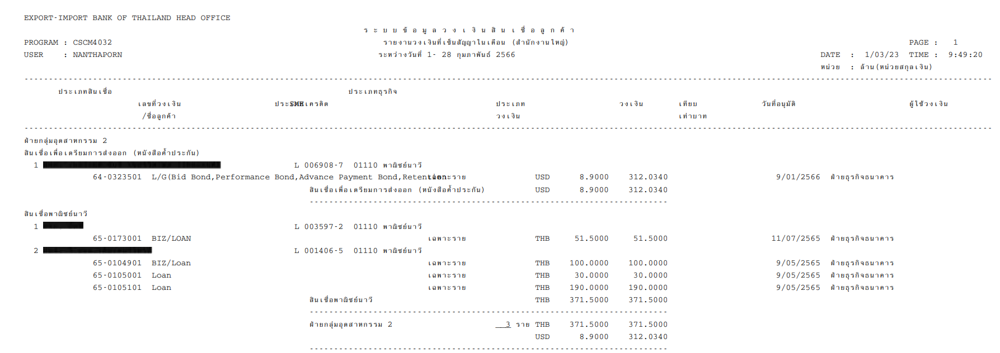 EXPORT-IMPORT BANK OF THAILAND HEAD OFFICE
ร ะ บ บ ข้ อ มู ล ว ง เ งิ น สิ น เ ชื่ อ ลู ก ค้ า
PROGRAM : CSCM4032 รายงานวงเงินที่เซ็นสัญญาในเดือน (สำนักงานใหญ่) PAGE : 1
USER : NANTHAPORN ระหว่างวันที่ 1- 28 กุมภาพันธ์ 2566 DATE : 1/03/23 TIME : 9:49:20
หน่วย : ล้าน(หน่วยสกุลเงิน)
ประเภทสินเชื่อ ประเภทธุรกิจ
เลขที่วงเงิน SME เครดิต ประเภท วงเงิน เทียบ วันที่อนุมัติ ผู้ใช้วงเงิน
/ชื่อลูกค้า วงเงิน เท่าบาท
ฝ่ายกลุ่มอุตสาหกรรม 2
สินเชื่อเพื่อเตรียมการส่งออก (หนังสือค้ำประกัน)
1 L 006908-7 01110 พาณิชย์นาวี
64-0323501 L/G(Bid Bond,Performance Bond,Advance Payment Bond,Retention เฉพาะราย USD 8.9000 312.0340 9/01/2566 ฝ่ายธุรกิจธนาคาร
สินเชื่อเพื่อเตรียมการส่งออก (หนังสือค้ำประกัน) USD 8.9000 312.0340
สินเชื่อพาณิชย์นาวี
1 L 003597-2 01110 พาณิชย์นาวี
65-0173001 BIZ/LOAN เฉพาะราย THB 51.5000 51.5000 11/07/2565 ฝ่ายธุรกิจธนาคาร
2 L 001406-5 01110 พาณิชย์นาวี
65-0104901 BIZ/Loan เฉพาะราย THB 100.0000 100.0000 9/05/2565 ฝ่ายธุรกิจธนาคาร
65-0105001 Loan เฉพาะราย THB 30.0000 30.0000 9/05/2565 ฝ่ายธุรกิจธนาคาร
65-0105101 Loan เฉพาะราย THB 190.0000 190.0000 9/05/2565 ฝ่ายธุรกิจธนาคาร
สินเชื่อพาณิชย์นาวี THB 371.5000 371.5000
ฝ่ายกลุ่มอุตสาหกรรม 2 3 ราย THB 371.5000 371.5000
USD 8.9000 312.0340